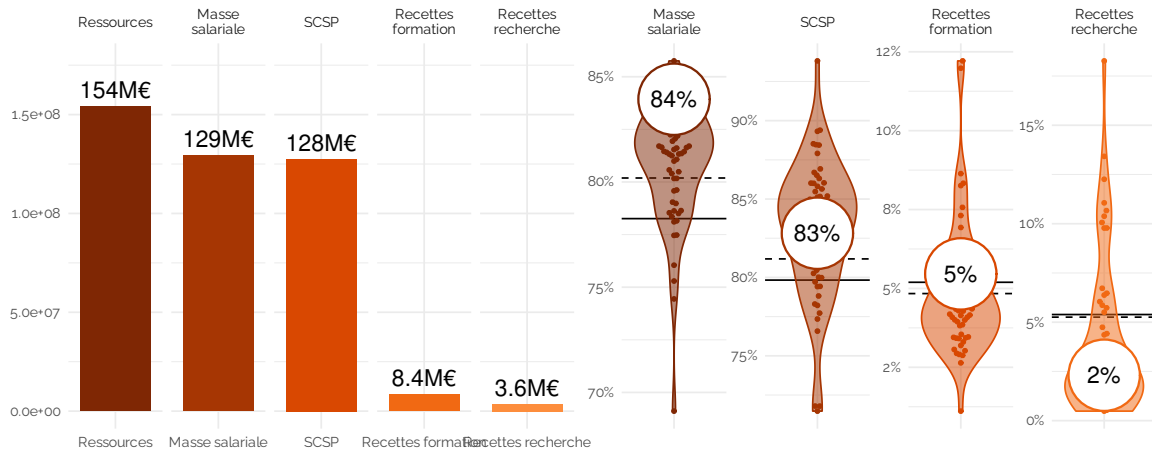 Ressources
Masse
salariale
SCSP
Recettes
formation
Recettes
recherche
154M€
129M€
128M€
8.4M€
3.6M€
1.5e+08
1.0e+08
5.0e+07
0.0e+00
Ressources
Masse salariale
SCSP
Recettes formation
Recettes recherche
Masse
salariale
85%
80%
75%
70%
84%
SCSP
90%
85%
80%
75%
83%
Recettes
formation
12%
10%
8%
5%
2%
5%
Recettes
recherche
15%
10%
5%
0%
2%